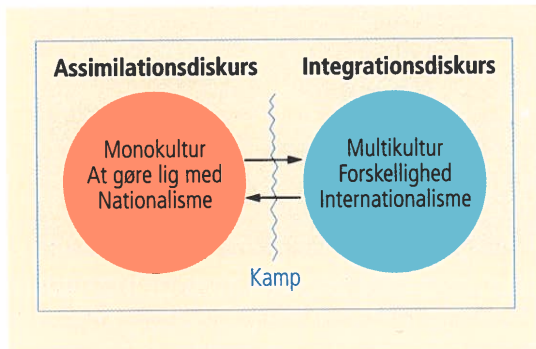 Assimilationsdiskurs
Integrationsdiskurs
Monokultur
At gøre lig med
Nationalisme
Multikultur
Forskellighed
Internationalisme
Kamp